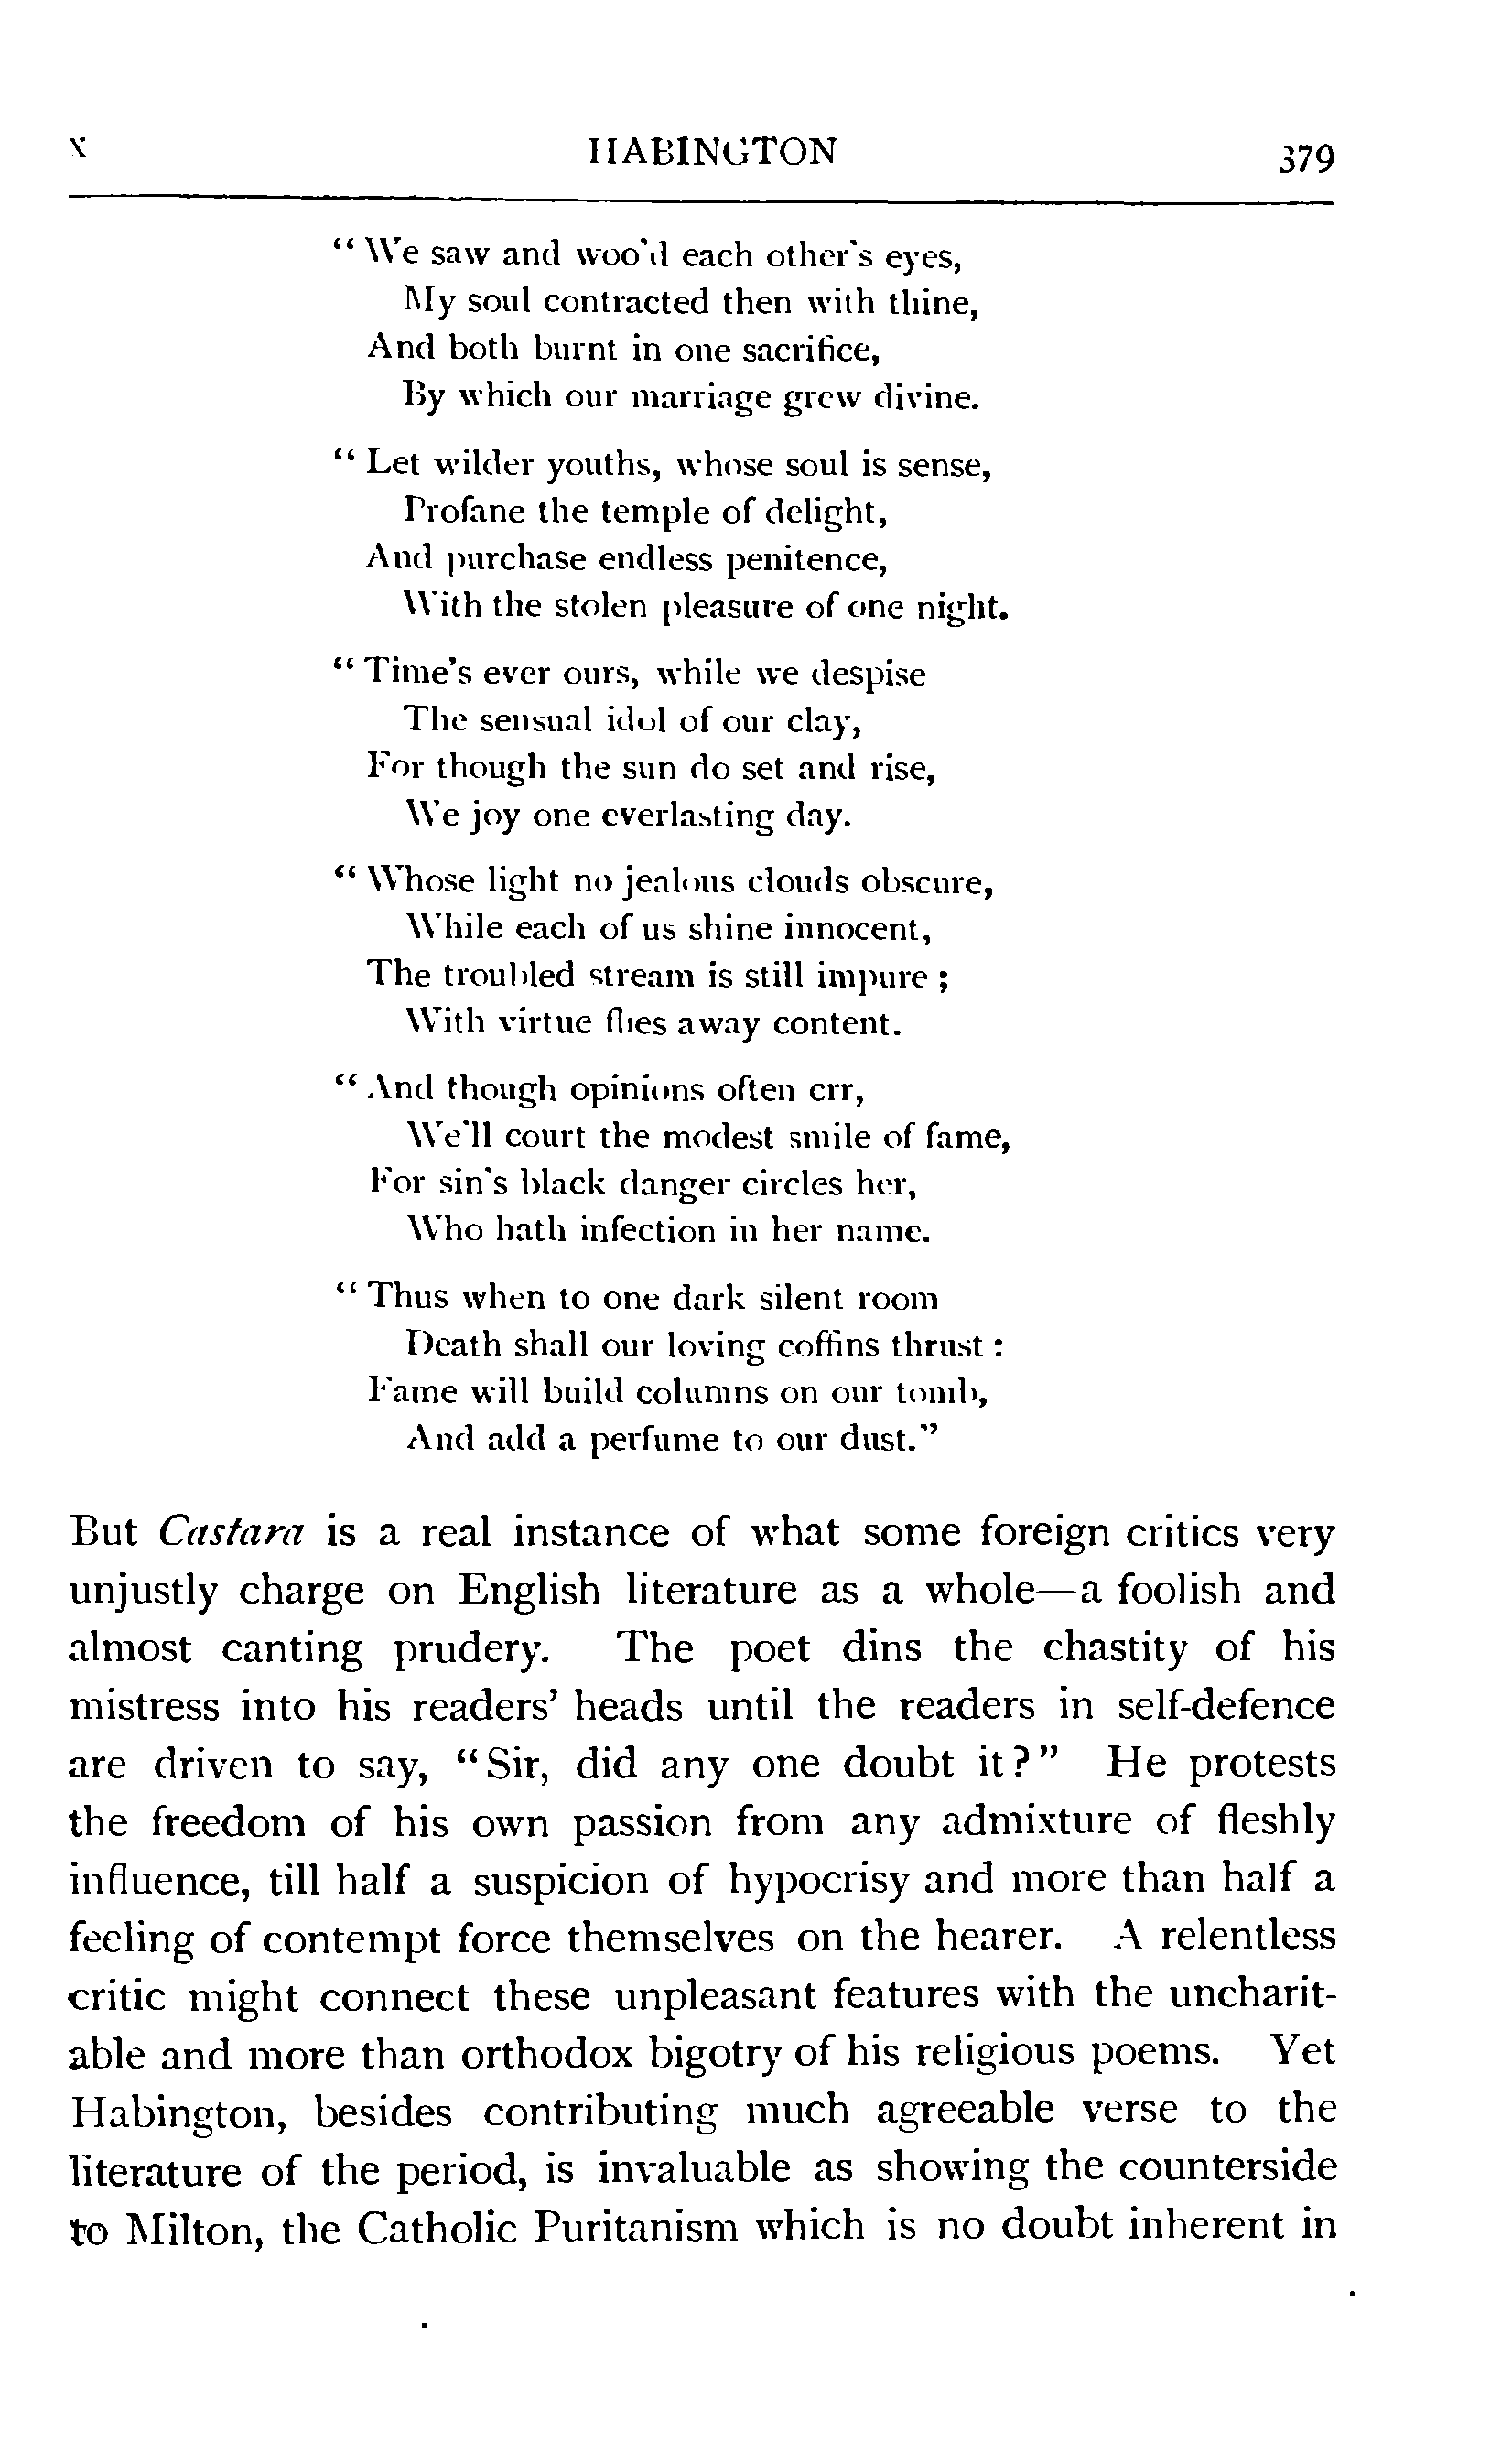 X HABINGTON 379
“ We saw and woo'd each other's eyes,
My soul contracted then with thine,
And both burnt in one sacrifice,
By which our marriage grew divine.
“ Let wilder youths, whose soul is sense,
Profane the temple of delight,
And purchase endless penitence,
With the stolen pleasure of one night.
“ Time's ever ours, while we despise
The sensual idol of our clay,
For though the sun do set and rise,
We joy one everlasting day.
“ Whose light no jealous clouds obscure,
While each of us shine innocent,
The troubled stream is still impure ;
With virtue flies away content.
“ And though opinions often err,
We'll court the modest smile of fame,
For sin's black danger circles her,
Who hath infection in her name.
“ Thus when to one dark silent room
Death shall our loving coffins thrust :
Fame will build columns on our tomb,
And add a perfume to our dust.”
But Castara is a real instance of what some foreign critics very
unjustly charge on English literature as a whole—a foolish and
almost canting prudery. The poet dins the chastity of his
mistress into his readers’ heads until the readers in self-defence
are driven to say, “Sir, did any one doubt it?” He protests
the freedom of his own passion from any admixture of fleshly
influence, till half a suspicion of hypocrisy and more than half a
feeling of contempt force themselves on the hearer. A relentless
critic might connect these unpleasant features with the uncharit-
able and more than orthodox bigotry of his religious poems. Yet
Habington, besides contributing much agreeable verse to the
literature of the period, is invaluable as showing the counterside
to Milton, the Catholic Puritanism which is no doubt inherent in